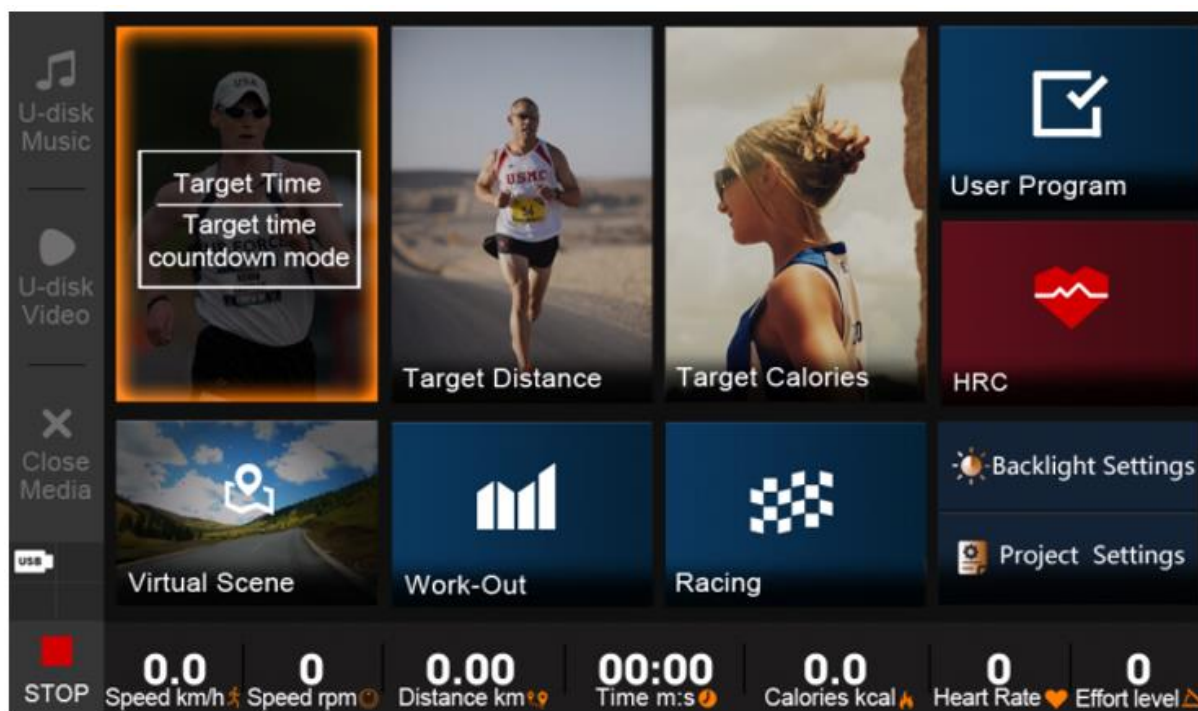 U-disk
Music
U-disk
Video
Close
Media
USB
STOP
USA
Target Time
Target time
countdown mode
USMC
Target Distance
Target Calories
User Program
HRC
Virtual Scene
Work-Out
Racing
Backlight Settings
Project Settings
0.0
Speed km/h
0
Speed rpm
0.00
Distance km
00:00
Time m:s
0.0
Calories kcal
0
Heart Rate
0
Effort level